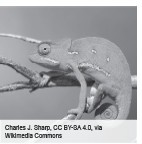 Charles J. Sharp, CC BY-SA 4.0, via
Wikimedia Commons